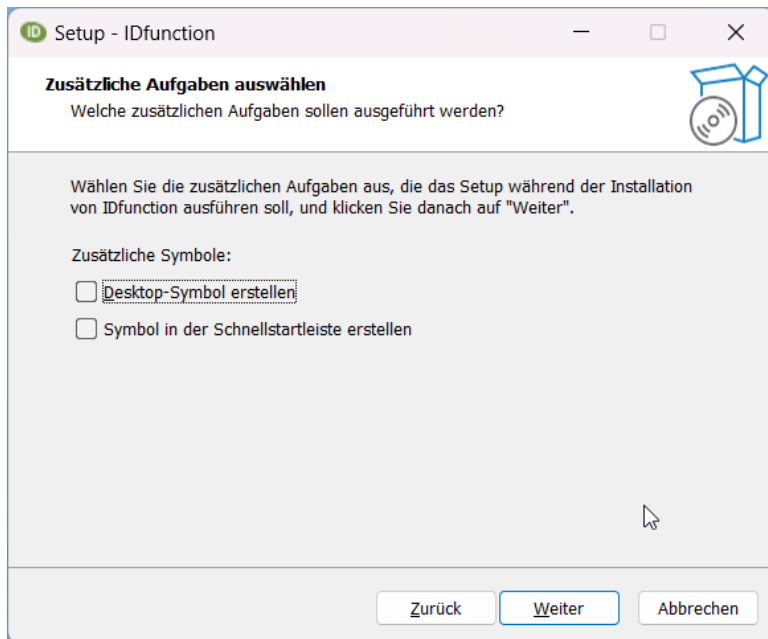 ID Setup - IDfunction
Zusätzliche Aufgaben auswählen
Welche zusätzlichen Aufgaben sollen ausgeführt werden?
Wählen Sie die zusätzlichen Aufgaben aus, die das Setup während der Installation
von IDfunction ausführen soll, und klicken Sie danach auf "Weiter".
Zusätzliche Symbole:
Desktop-Symbol erstellen
Symbol in der Schnellstartleiste erstellen
Zurück Weiter Abbrechen